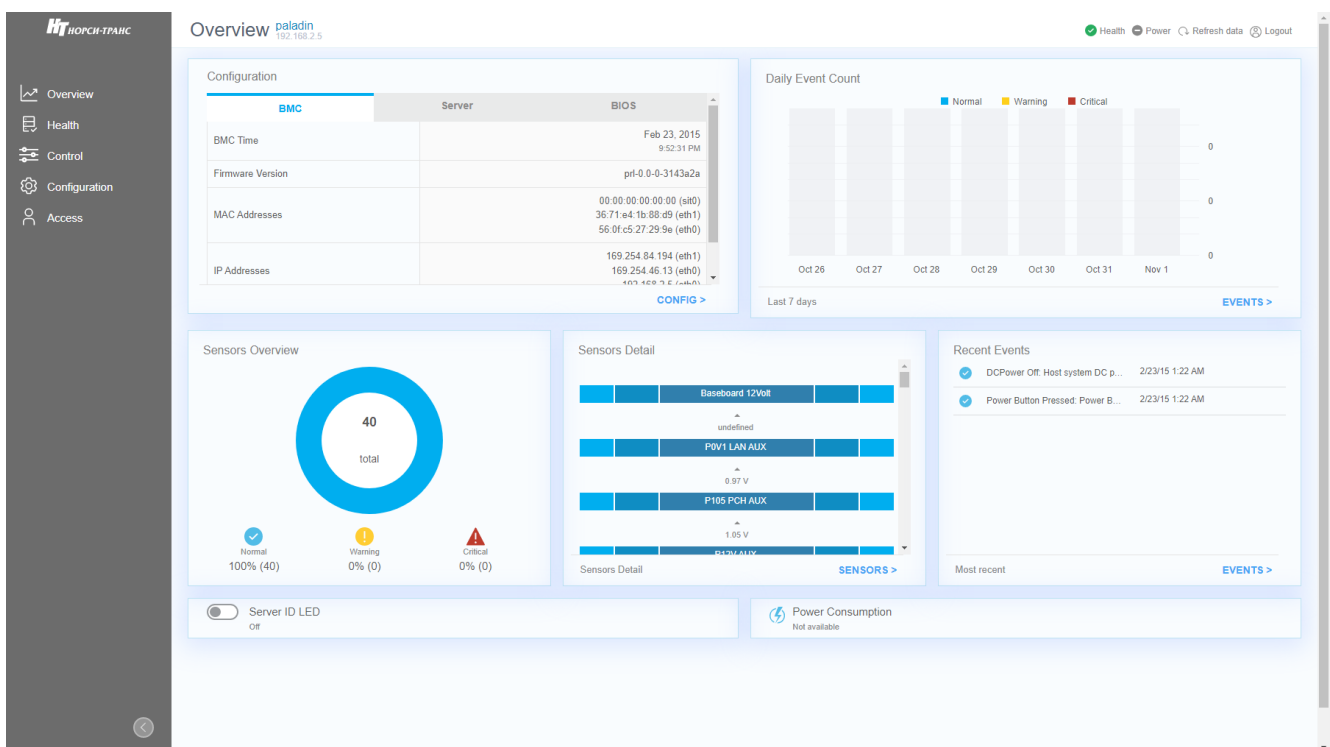 НТ НОРСИ-ТРАНС
Overview
Health
Control
Configuration
Access
Overview paladin
192.168.2.5
Health Power Refresh data Logout
Configuration
BMC Server BIOS
BMC Time Feb 23, 2015
9:52:31 PM
Firmware Version prl-0.0-0-3143a2a
MAC Addresses 00:00:00:00:00:00 (sit0)
36:71:e4:1b:88:d9 (eth1)
56:0f:c5:27:29:9e (eth0)
IP Addresses 169.254.84.194 (eth1)
169.254.46.13 (eth0)
192.168.2.5 (eth0)
CONFIG >
Daily Event Count
Normal Warning Critical
0
0
0
Oct 26 Oct 27 Oct 28 Oct 29 Oct 30 Oct 31 Nov 1
Last 7 days EVENTS >
Sensors Overview
40
total
Normal Warning Critical
100% (40) 0% (0) 0% (0)
Sensors Detail
Baseboard 12Volt
undefined
P0V1 LAN AUX
0.97 V
P105 PCH AUX
1.05 V
P12V AUX
Sensors Detail SENSORS >
Recent Events
DCPower Off: Host system DC p... 2/23/15 1:22 AM
Power Button Pressed: Power B... 2/23/15 1:22 AM
Most recent EVENTS >
Server ID LED
Off
Power Consumption
Not available